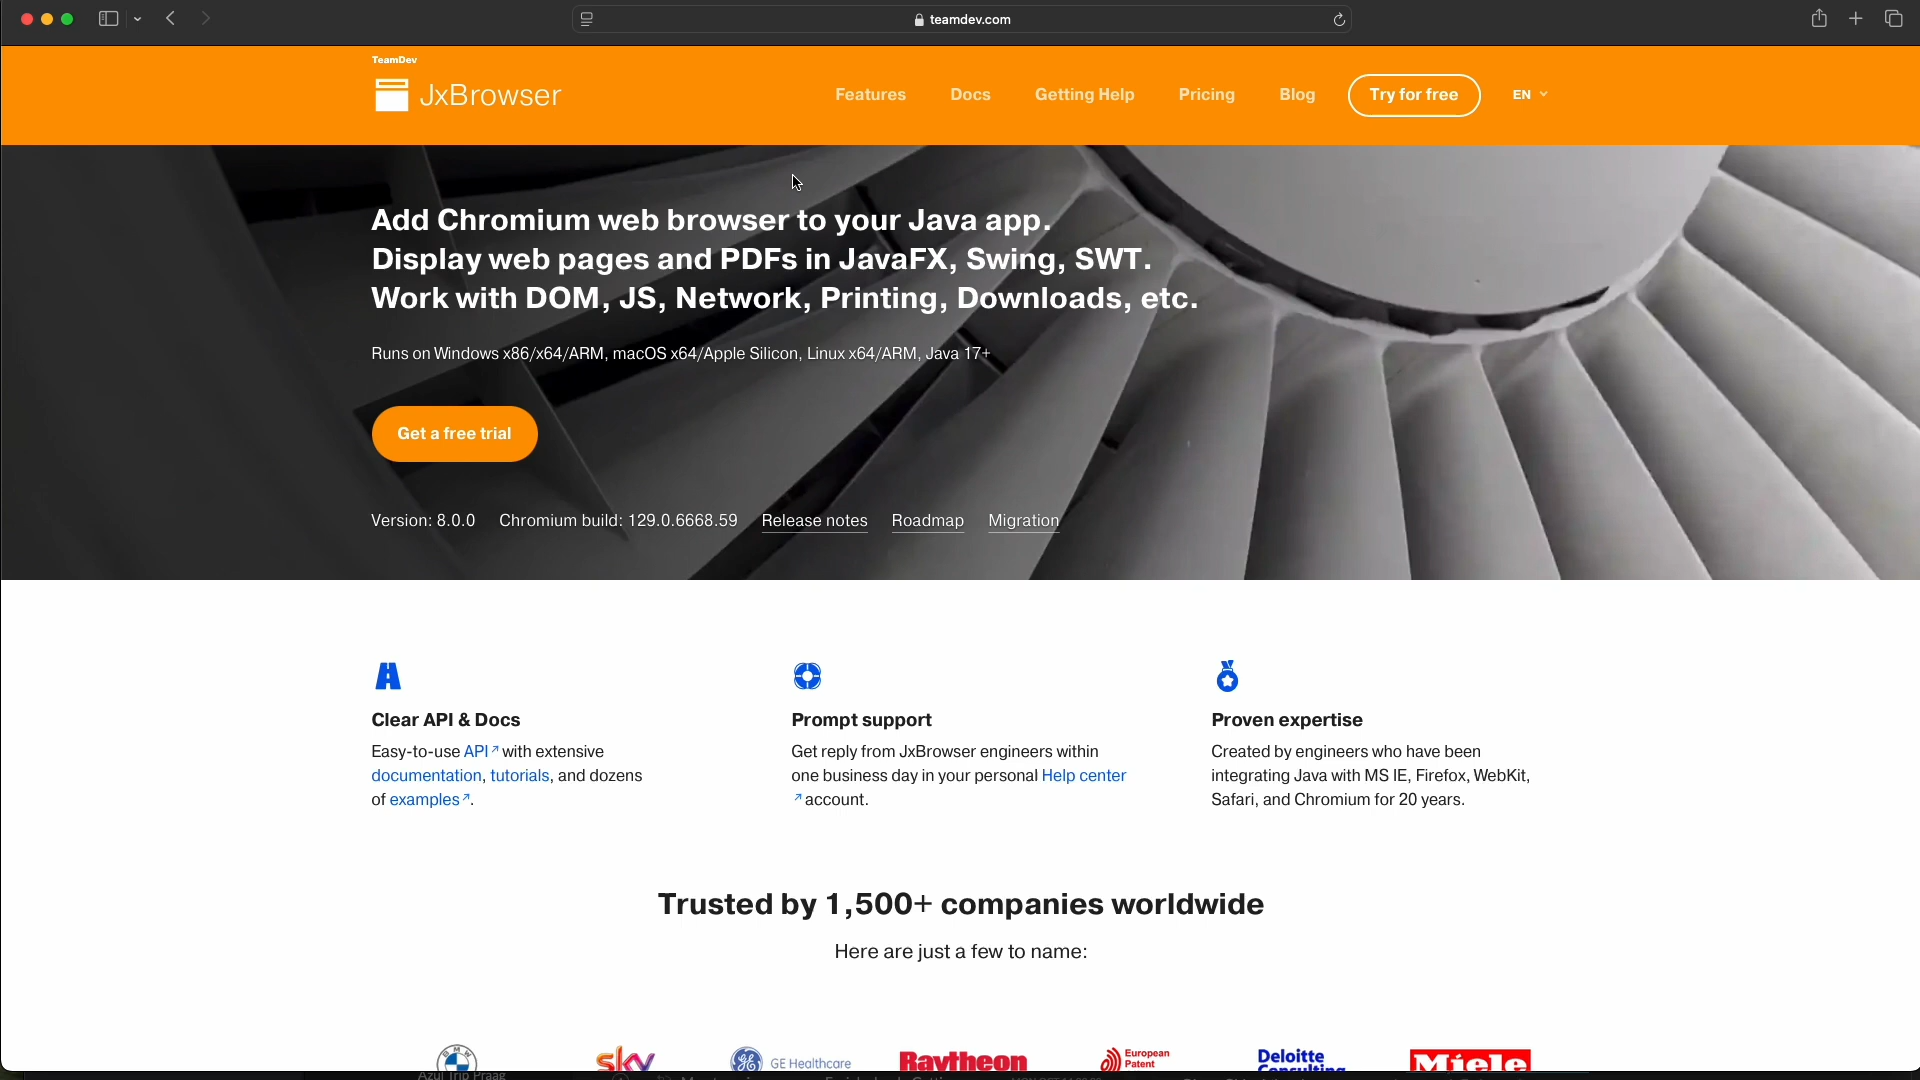 teamdev.com
TeamDev
JxBrowser
Features
Docs
Getting Help
Pricing
Blog
Try for free
EN
Add Chromium web browser to your Java app.
Display web pages and PDFs in JavaFX, Swing, SWT.
Work with DOM, JS, Network, Printing, Downloads, etc.
Runs on Windows x86/x64/ARM, macOS x64/Apple Silicon, Linux x64/ARM, Java 17+
Get a free trial
Version: 8.0.0
Chromium build: 129.0.6668.59
Release notes
Roadmap
Migration
Clear API & Docs
Easy-to-use API↗ with extensive
documentation, tutorials, and dozens
of examples↗.
Prompt support
Get reply from JxBrowser engineers within
one business day in your personal Help center
↗ account.
Proven expertise
Created by engineers who have been
integrating Java with MS IE, Firefox, WebKit,
Safari, and Chromium for 20 years.
Trusted by 1,500+ companies worldwide
Here are just a few to name:
BMW
sky
GE Healthcare
Raytheon
European
Patent
Deloitte
Consulting
Miele
Azul Trip Praag